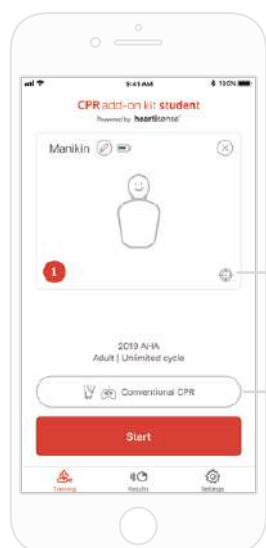 9:41 AM 100%
CPR add-on kit student
Powered by heartisense
Manikin
1
2019 AHA
Adult | Unlimited cycle
Conventional CPR
Start
Training Results Settings